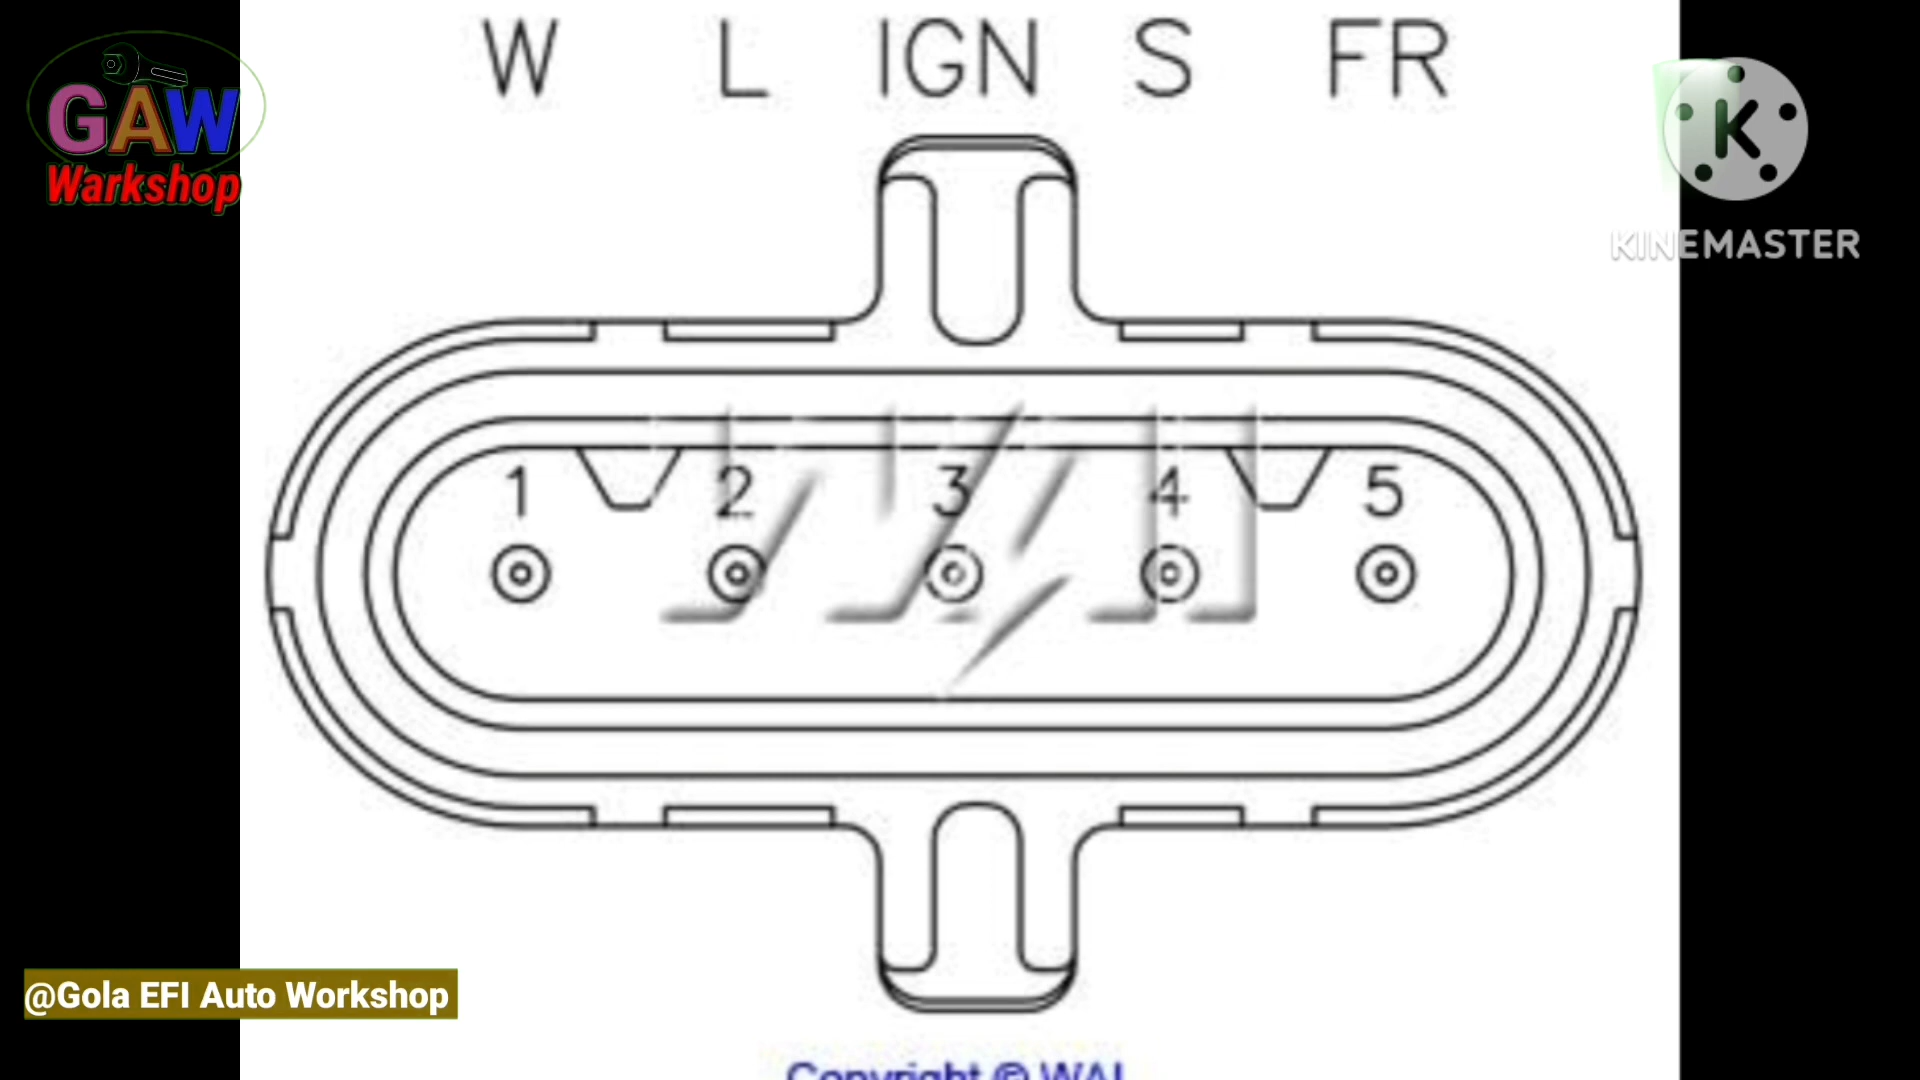 W L IGN S FR
GAW
Warkshop
K
KINEMASTER
1 2 3 4 5
@Gola EFI Auto Workshop
Copyright © WAI